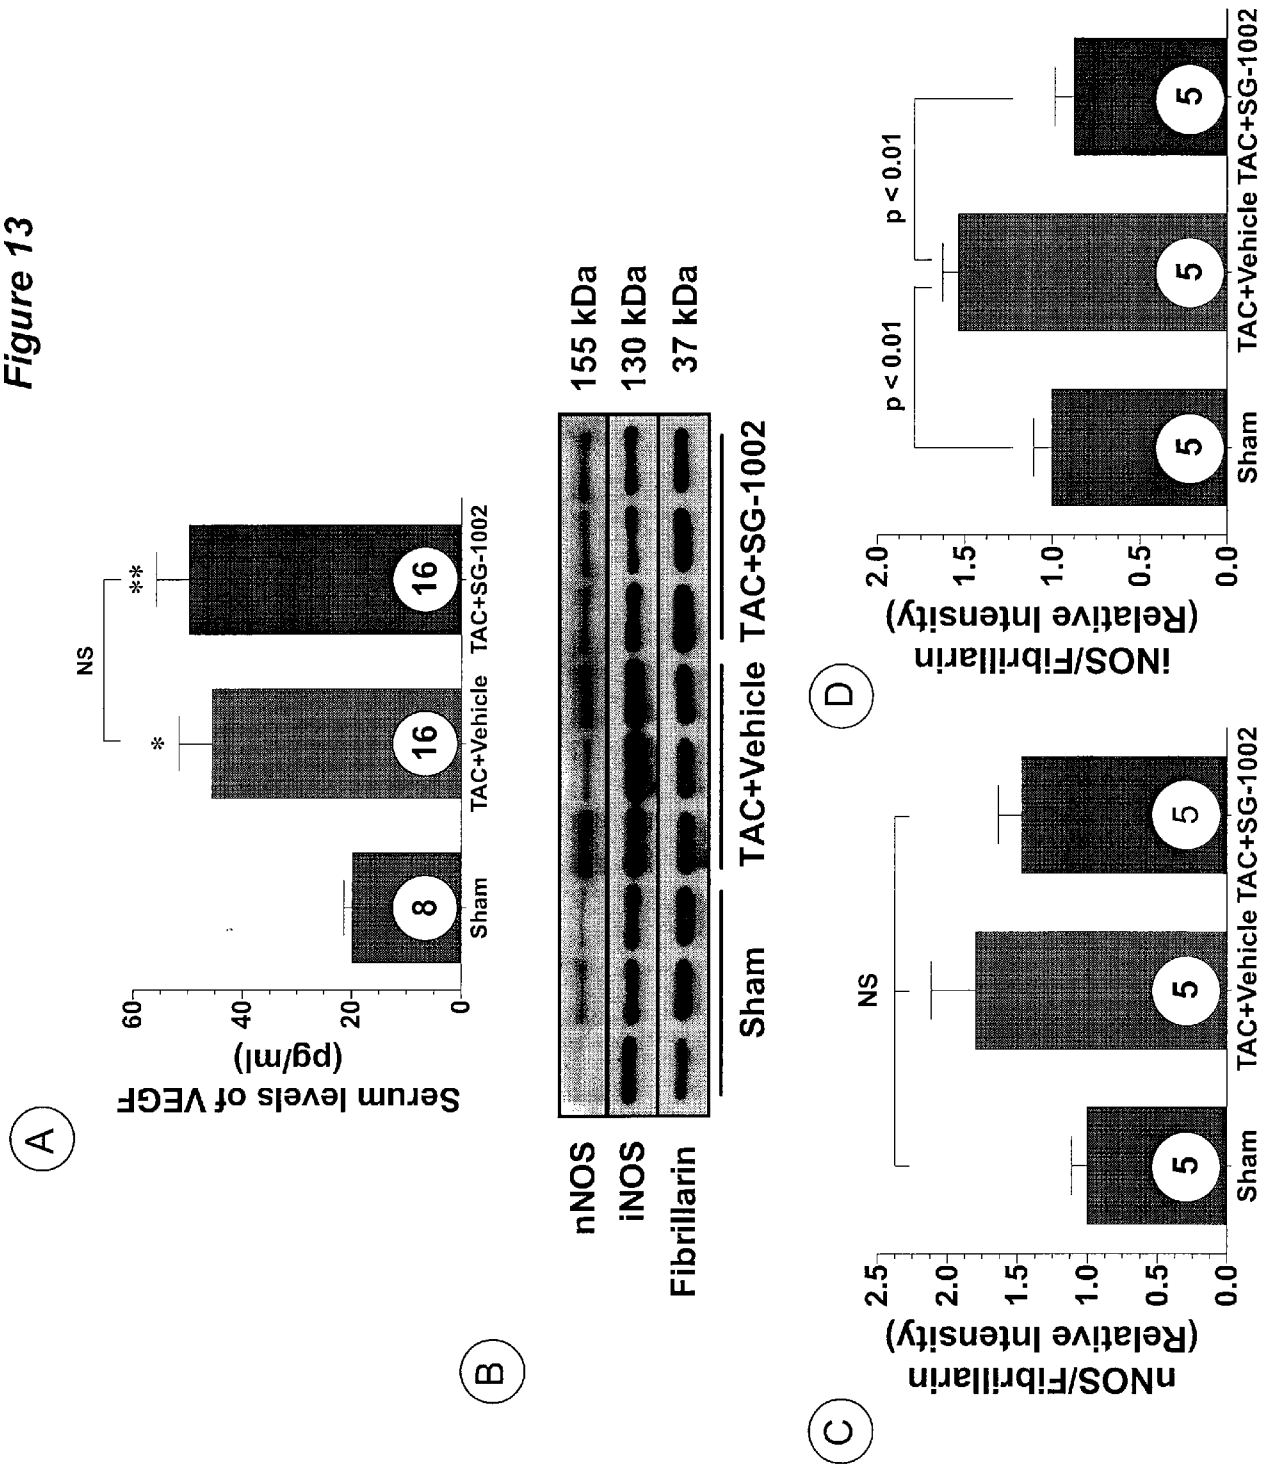 Figure 13
A
Serum levels of VEGF
(pg/ml)
60
40
20
0
NS
*
**
8
16
16
Sham
TAC+Vehicle
TAC+SG-1002
B
nNOS
155 kDa
iNOS
130 kDa
Fibrillarin
37 kDa
Sham
TAC+Vehicle
TAC+SG-1002
C
nNOS/Fibrillarin
(Relative Intensity)
2.5
2.0
1.5
1.0
0.5
0.0
NS
5
5
5
Sham
TAC+Vehicle
TAC+SG-1002
D
iNOS/Fibrillarin
(Relative Intensity)
2.0
1.5
1.0
0.5
0.0
p < 0.01
p < 0.01
5
5
5
Sham
TAC+Vehicle
TAC+SG-1002